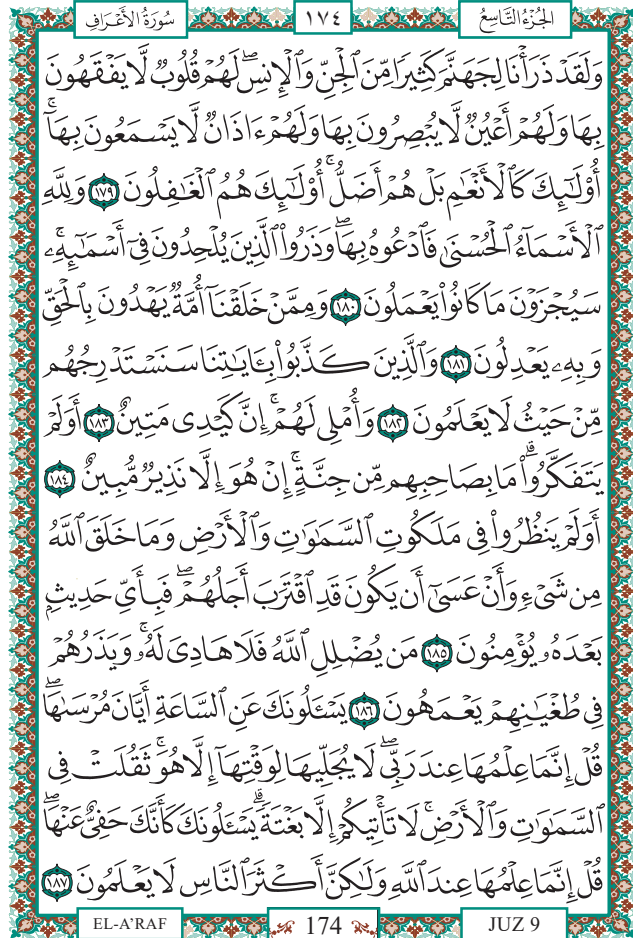 الجُزْءُ التَّاسِعُ
١٧٤
سُورَةُ الأَعْرَافِ
وَلَقَدْ ذَرَأْنَا لِجَهَنَّمَ كَثِيرًا مِّنَ ٱلْجِنِّ وَٱلْإِنسِۖ لَهُمْ قُلُوبٌ لَّا يَفْقَهُونَ
بِهَا وَلَهُمْ أَعْيُنٌ لَّا يُبْصِرُونَ بِهَا وَلَهُمْ ءَاذَانٌ لَّا يَسْمَعُونَ بِهَآۚ
أُو۟لَٰٓئِكَ كَٱلْأَنْعَٰمِ بَلْ هُمْ أَضَلُّۚ أُو۟لَٰٓئِكَ هُمُ ٱلْغَٰفِلُونَ ١٧٩ وَلِلَّهِ
ٱلْأَسْمَآءُ ٱلْحُسْنَىٰ فَٱدْعُوهُ بِهَاۖ وَذَرُوا۟ ٱلَّذِينَ يُلْحِدُونَ فِىٓ أَسْمَٰٓئِهِۦۚ
سَيُجْزَوْنَ مَا كَانُوا۟ يَعْمَلُونَ ١٨٠ وَمِمَّنْ خَلَقْنَآ أُمَّةٌ يَهْدُونَ بِٱلْحَقِّ
وَبِهِۦ يَعْدِلُونَ ١٨١ وَٱلَّذِينَ كَذَّبُوا۟ بِـَٔايَٰتِنَا سَنَسْتَدْرِجُهُم
مِّنْ حَيْثُ لَا يَعْلَمُونَ ١٨٢ وَأُمْلِى لَهُمْۚ إِنَّ كَيْدِى مَتِينٌ ١٨٣ أَوَلَمْ
يَتَفَكَّرُوا۟ۗ مَا بِصَاحِبِهِم مِّن جِنَّةٍۚ إِنْ هُوَ إِلَّا نَذِيرٌ مُّبِينٌ ١٨٤
أَوَلَمْ يَنظُرُوا۟ فِى مَلَكُوتِ ٱلسَّمَٰوَٰتِ وَٱلْأَرْضِ وَمَا خَلَقَ ٱللَّهُ
مِن شَىْءٍ وَأَنْ عَسَىٰٓ أَن يَكُونَ قَدِ ٱقْتَرَبَ أَجَلُهُمْۖ فَبِأَىِّ حَدِيثٍۭ
بَعْدَهُۥ يُؤْمِنُونَ ١٨٥ مَن يُضْلِلِ ٱللَّهُ فَلَا هَادِىَ لَهُۥۚ وَيَذَرُهُمْ
فِى طُغْيَٰنِهِمْ يَعْمَهُونَ ١٨٦ يَسْـَٔلُونَكَ عَنِ ٱلسَّاعَةِ أَيَّانَ مُرْسَىٰهَاۖ
قُلْ إِنَّمَا عِلْمُهَا عِندَ رَبِّىۖ لَا يُجَلِّيهَا لِوَقْتِهَآ إِلَّا هُوَۚ ثَقُلَتْ فِى
ٱلسَّمَٰوَٰتِ وَٱلْأَرْضِۚ لَا تَأْتِيكُمْ إِلَّا بَغْتَةًۗ يَسْـَٔلُونَكَ كَأَنَّكَ حَفِىٌّ عَنْهَاۖ
قُلْ إِنَّمَا عِلْمُهَا عِندَ ٱللَّهِ وَلَٰكِنَّ أَكْثَرَ ٱلنَّاسِ لَا يَعْلَمُونَ ١٨٧
EL-A'RAF
174
JUZ 9